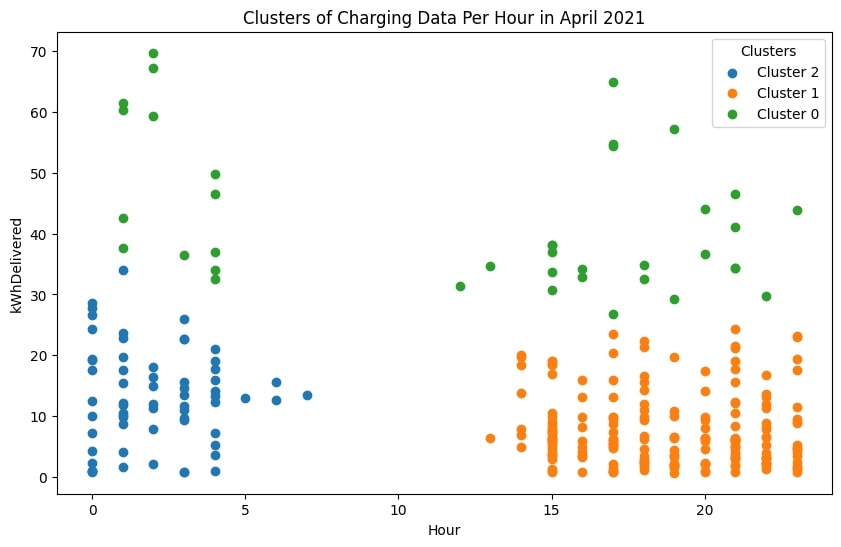 Clusters of Charging Data Per Hour in April 2021
Clusters
Cluster 2
Cluster 1
Cluster 0
kWhDelivered
70
60
50
40
30
20
10
0
0 5 10 15 20
Hour